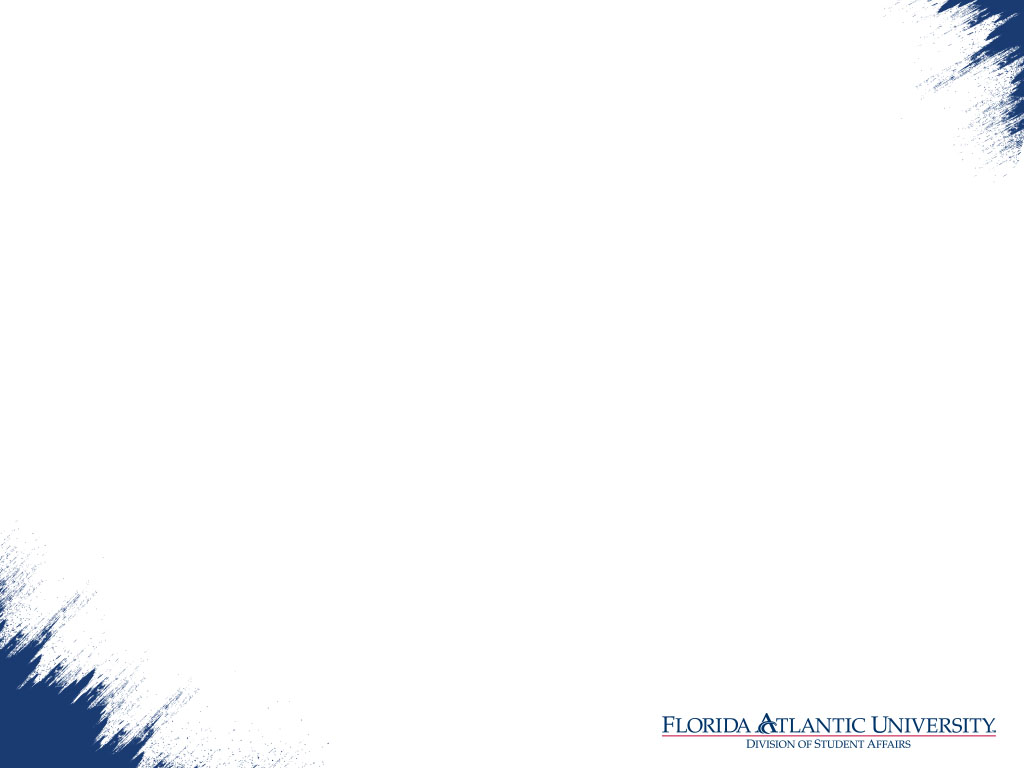 FLORIDA ATLANTIC UNIVERSITY
DIVISION OF STUDENT AFFAIRS